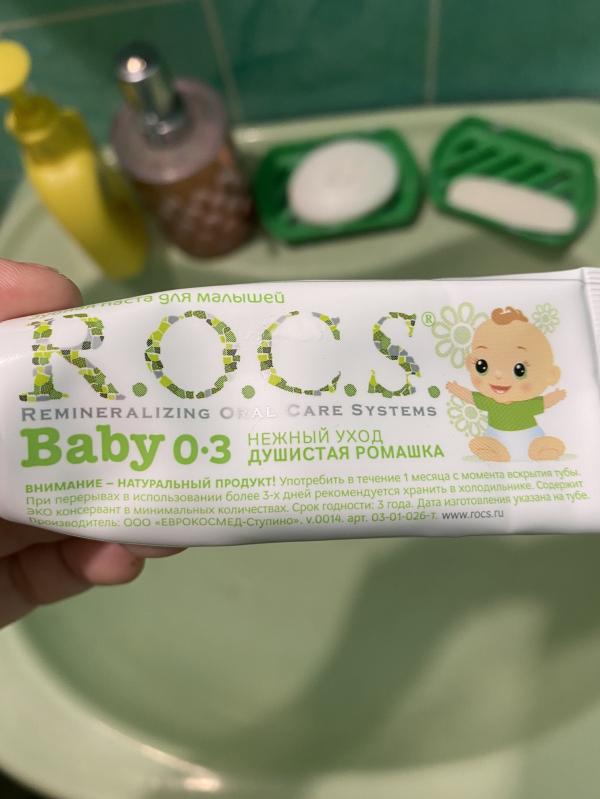 паста для малышей
R.O.C.S.®
REMINERALIZING ORAL CARE SYSTEMS
Baby 0·3
НЕЖНЫЙ УХОД
ДУШИСТАЯ РОМАШКА
ВНИМАНИЕ – НАТУРАЛЬНЫЙ ПРОДУКТ! Употребить в течение 1 месяца с момента вскрытия тубы.
При перерывах в использовании более 3-х дней рекомендуется хранить в холодильнике. Содержит
ЭКО консервант в минимальных количествах. Срок годности: 3 года. Дата изготовления указана на тубе.
Производитель: ООО «ЕВРОКОСМЕД-Ступино». v.0014. арт. 03-01-026-т. www.rocs.ru